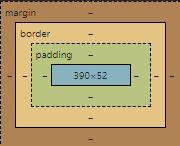 margin –
border –
padding –
– – – 390×52 – – –
–
–
–